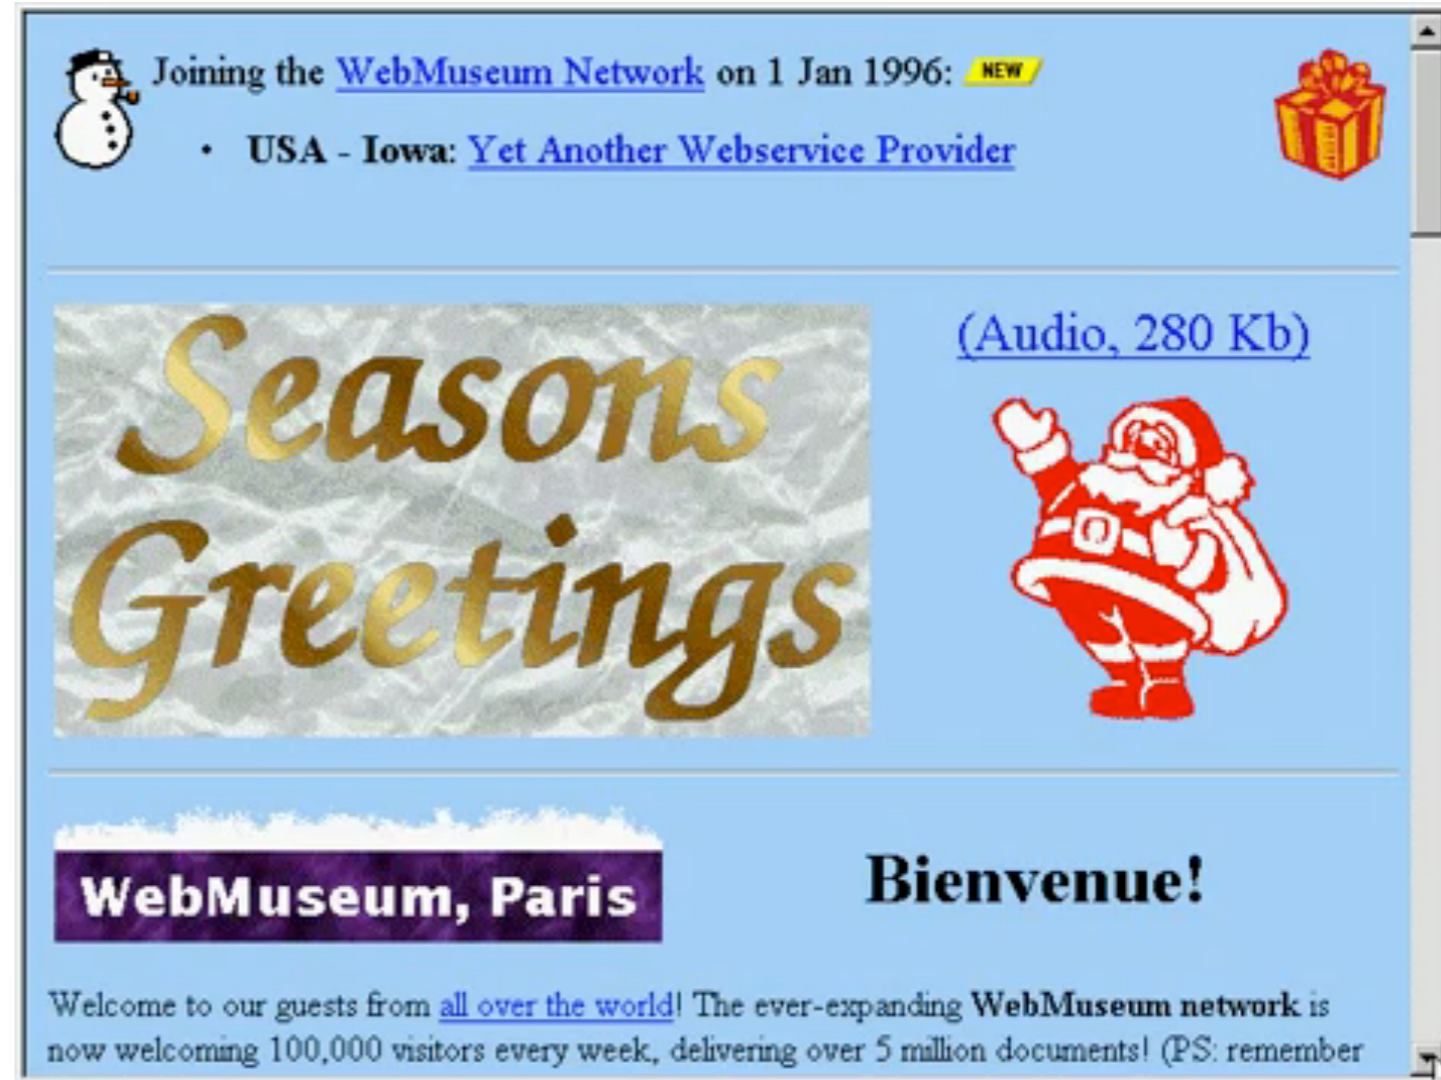 Joining the WebMuseum Network on 1 Jan 1996: NEW
• USA - Iowa: Yet Another Webservice Provider
Seasons
Greetings
(Audio, 280 Kb)
WebMuseum, Paris
Bienvenue!
Welcome to our guests from all over the world! The ever-expanding WebMuseum network is
now welcoming 100,000 visitors every week, delivering over 5 million documents! (PS: remember